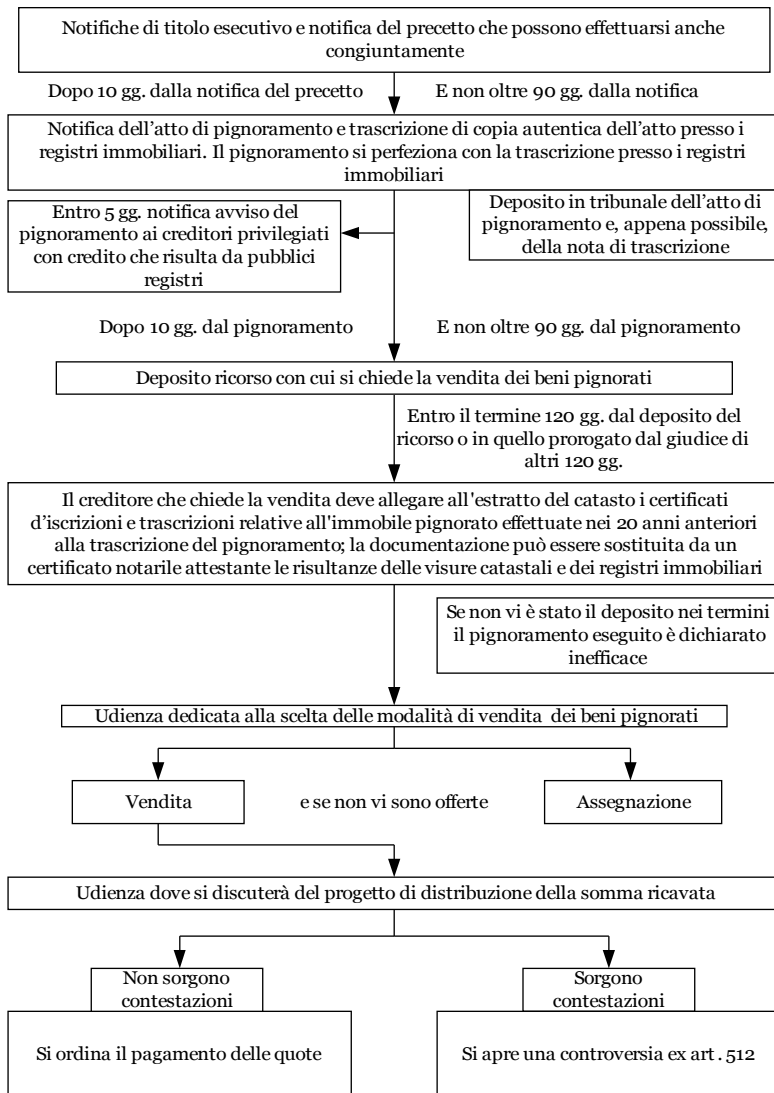 Notifiche di titolo esecutivo e notifica del precetto che possono effettuarsi anche
congiuntamente
Dopo 10 gg. dalla notifica del precetto
E non oltre 90 gg. dalla notifica
Notifica dell'atto di pignoramento e trascrizione di copia autentica dell'atto presso i
registri immobiliari. Il pignoramento si perfeziona con la trascrizione presso i registri
immobiliari
Entro 5 gg. notifica avviso del
pignoramento ai creditori privilegiati
con credito che risulta da pubblici
registri
Deposito in tribunale dell'atto di
pignoramento e, appena possibile,
della nota di trascrizione
Dopo 10 gg. dal pignoramento
E non oltre 90 gg. dal pignoramento
Deposito ricorso con cui si chiede la vendita dei beni pignorati
Entro il termine 120 gg. dal deposito del
ricorso o in quello prorogato dal giudice di
altri 120 gg.
Il creditore che chiede la vendita deve allegare all'estratto del catasto i certificati
d'iscrizioni e trascrizioni relative all'immobile pignorato effettuate nei 20 anni anteriori
alla trascrizione del pignoramento; la documentazione può essere sostituita da un
certificato notarile attestante le risultanze delle visure catastali e dei registri immobiliari
Se non vi è stato il deposito nei termini
il pignoramento eseguito è dichiarato
inefficace
Udienza dedicata alla scelta delle modalità di vendita dei beni pignorati
Vendita
e se non vi sono offerte
Assegnazione
Udienza dove si discuterà del progetto di distribuzione della somma ricavata
Non sorgono
contestazioni
Sorgono
contestazioni
Si ordina il pagamento delle quote
Si apre una controversia ex art. 512